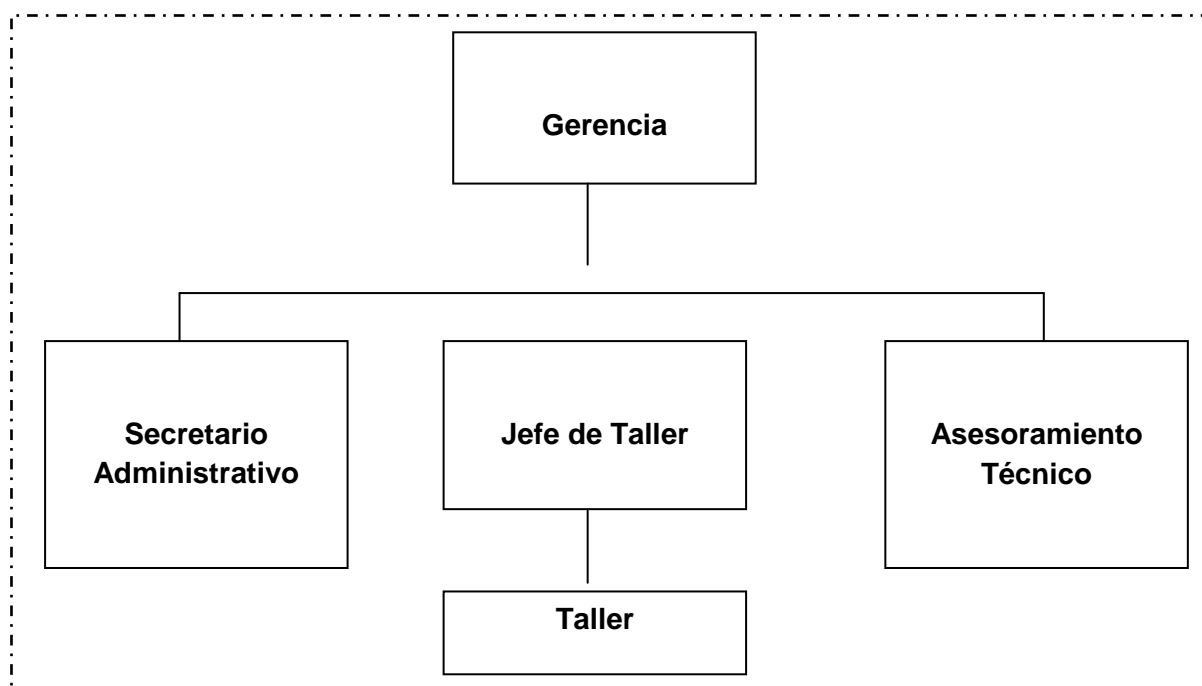 Gerencia
Secretario
Administrativo
Jefe de Taller
Asesoramiento
Técnico
Taller